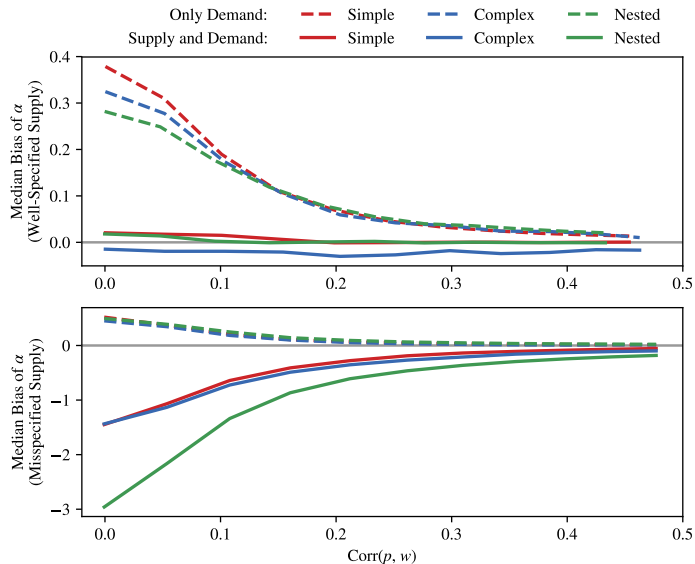 Only Demand: Simple Complex Nested
Supply and Demand: Simple Complex Nested
Median Bias of α
(Well-Specified Supply)
0.4
0.3
0.2
0.1
0.0
0.0 0.1 0.2 0.3 0.4 0.5
Median Bias of α
(Misspecified Supply)
0
−1
−2
−3
0.0 0.1 0.2 0.3 0.4 0.5
Corr(p, w)